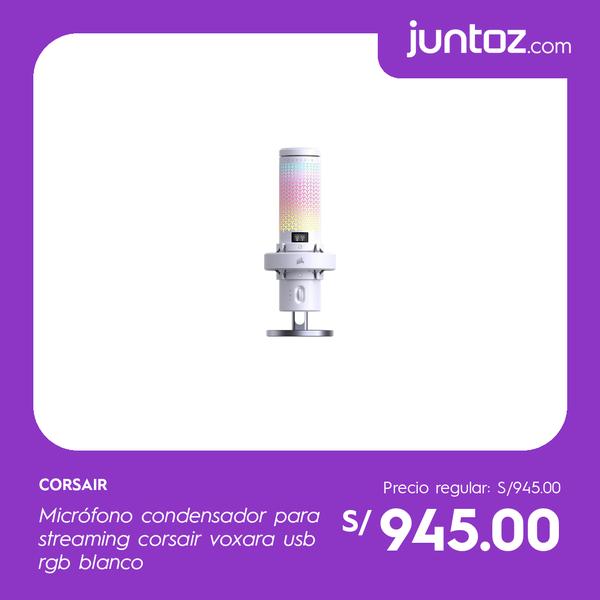 juntoz.com
CORSAIR
Micrófono condensador para
streaming corsair voxara usb
rgb blanco
Precio regular: S/945.00
S/ 945.00